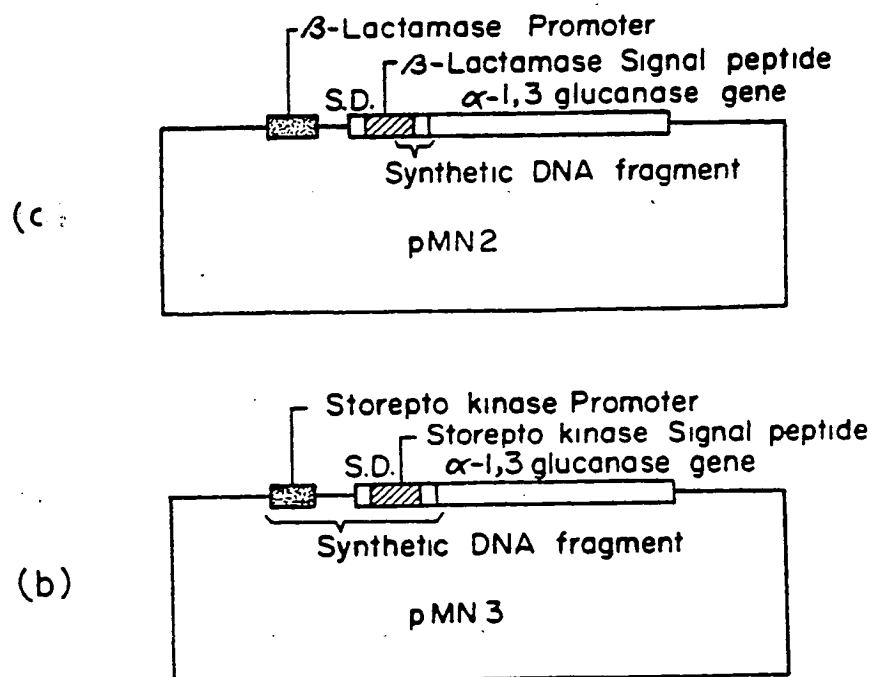 β-Lactamase Promoter
β-Lactamase Signal peptide
S.D.
α-1,3 glucanase gene
Synthetic DNA fragment
(c
pMN2
Storepto kinase Promoter
Storepto kinase Signal peptide
S.D.
α-1,3 glucanase gene
Synthetic DNA fragment
(b)
pMN3